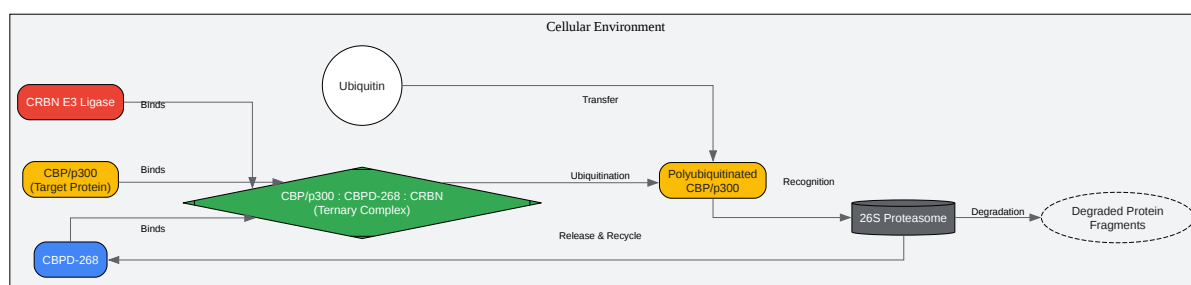 Cellular Environment
Ubiquitin
Transfer
CRBN E3 Ligase
Binds
CBP/p300
(Target Protein)
Binds
CBP/p300 : CBPD-268 : CRBN
(Ternary Complex)
Ubiquitination
Polyubiquitinated
CBP/p300
Recognition
26S Proteasome
Degradation
Degraded Protein
Fragments
Binds
Release & Recycle
CBPD-268